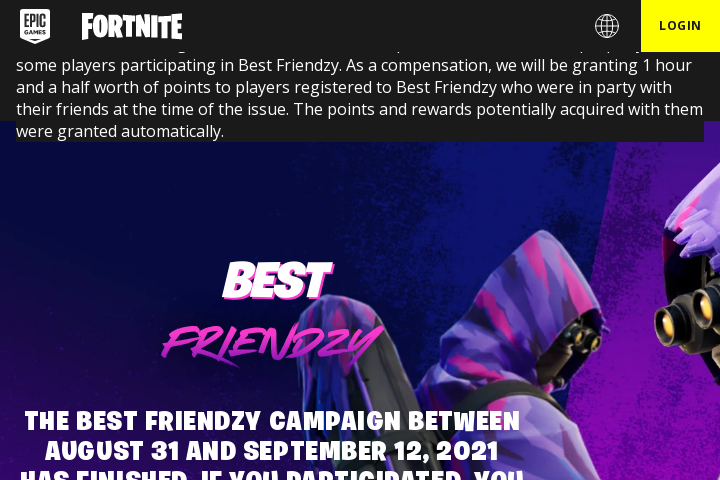 EPIC
GAMES
FORTNITE
LOGIN
some players participating in Best Friendzy. As a compensation, we will be granting 1 hour
and a half worth of points to players registered to Best Friendzy who were in party with
their friends at the time of the issue. The points and rewards potentially acquired with them
were granted automatically.
BEST
FRIENDZY
THE BEST FRIENDZY CAMPAIGN BETWEEN
AUGUST 31 AND SEPTEMBER 12, 2021
HAS FINISHED. IF YOU PARTICIPATED, YOU